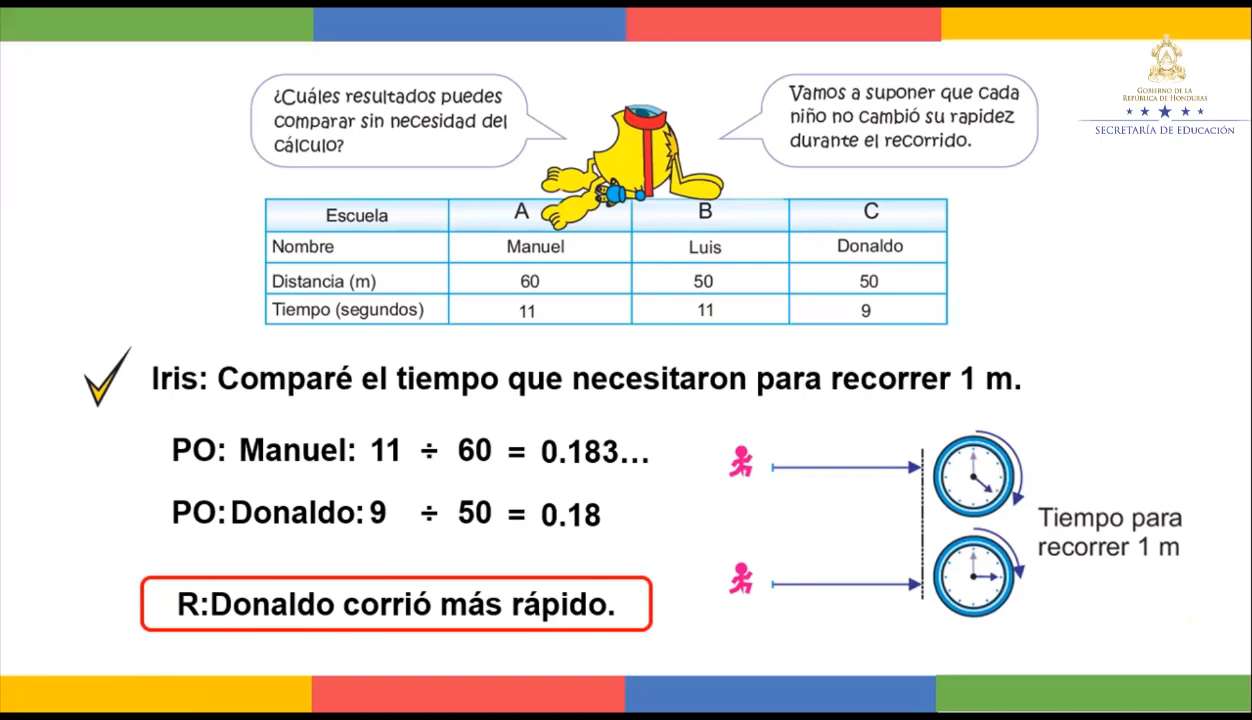 ¿Cuáles resultados puedes
comparar sin necesidad del
cálculo?
Vamos a suponer que cada
niño no cambió su rapidez
durante el recorrido.
GOBIERNO DE LA
REPÚBLICA DE HONDURAS
SECRETARÍA DE EDUCACIÓN
Escuela A B C
Nombre Manuel Luis Donaldo
Distancia (m) 60 50 50
Tiempo (segundos) 11 11 9
Iris: Comparé el tiempo que necesitaron para recorrer 1 m.
PO: Manuel: 11 ÷ 60 = 0.183...
PO: Donaldo: 9 ÷ 50 = 0.18
Tiempo para
recorrer 1 m
R:Donaldo corrió más rápido.